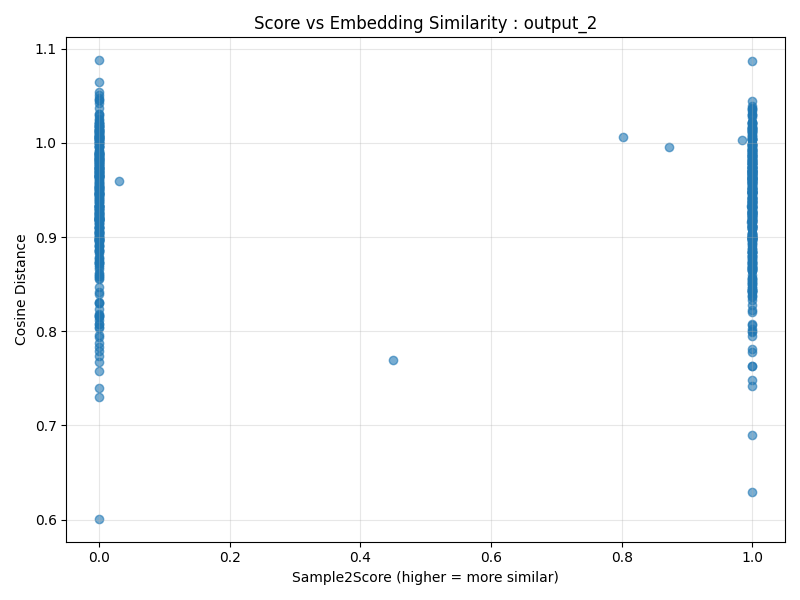 Score vs Embedding Similarity : output_2
1.1
1.0
0.9
0.8
0.7
0.6
Cosine Distance
0.0 0.2 0.4 0.6 0.8 1.0
Sample2Score (higher = more similar)